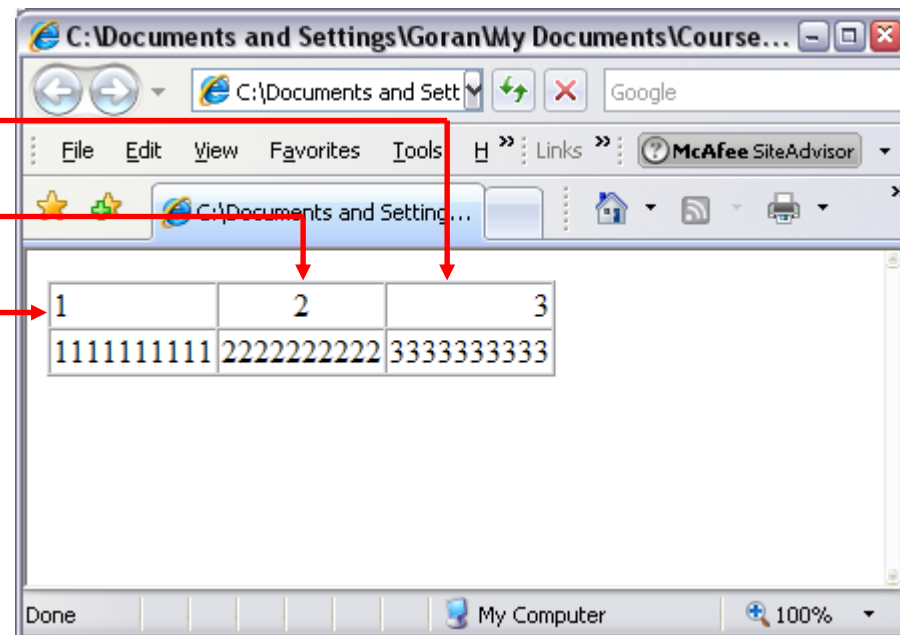 C:\Documents and Settings\Goran\My Documents\Course...
C:\Documents and Sett Google
File Edit View Favorites Tools H » Links » McAfee SiteAdvisor
C:\Documents and Setting... »
1 2 3
1111111111 2222222222 3333333333
Done My Computer 100%